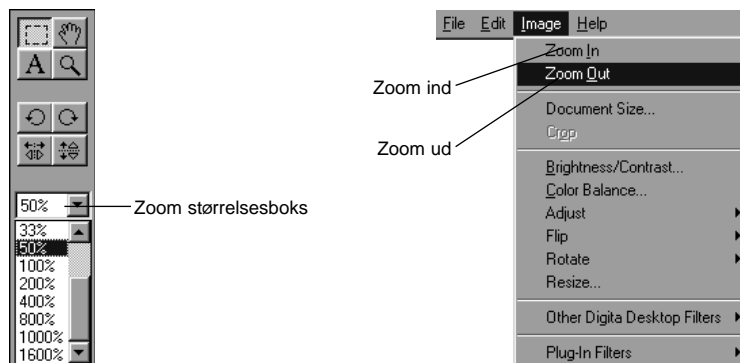 A
50%
33%
50%
100%
200%
400%
800%
1000%
1600%
Zoom størrelsesboks
File Edit Image Help
Zoom In
Zoom Out
Document Size...
Crop
Brightness/Contrast...
Color Balance...
Adjust
Flip
Rotate
Resize...
Other Digita Desktop Filters
Plug-In Filters
Zoom ind
Zoom ud